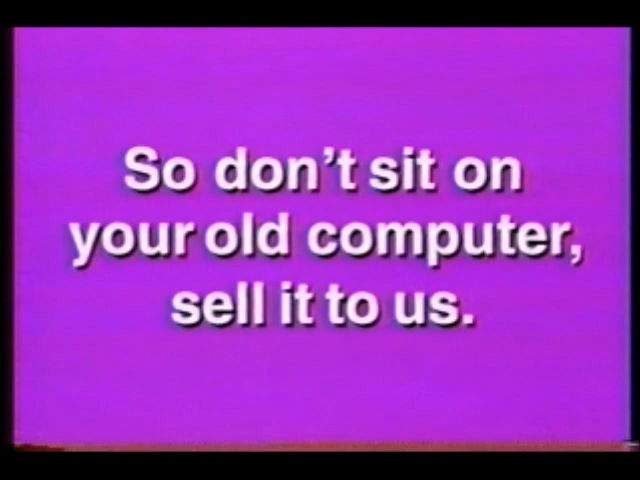 So don't sit on
your old computer,
sell it to us.